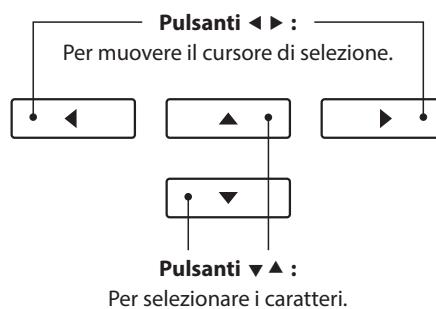 Pulsanti ◀ ▶ :
Per muovere il cursore di selezione.
◀ ▲ ▶
▼
Pulsanti ▼ ▲ :
Per selezionare i caratteri.